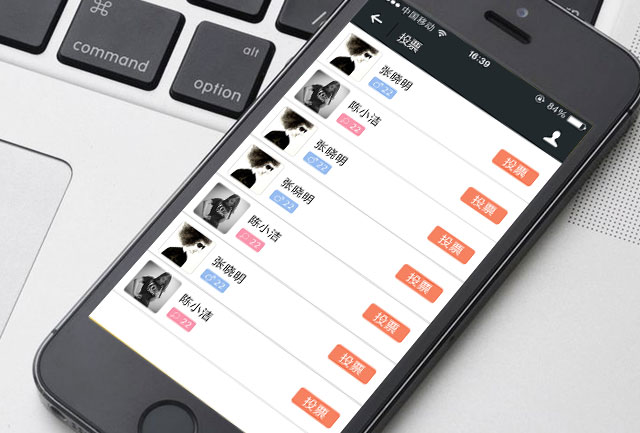 ⌘
command
alt
option
中国移动
16:39
84%
投票
张晓明
♂ 22
投票
陈小洁
♀ 22
投票
张晓明
♂ 22
投票
张晓明
♂ 22
投票
陈小洁
♀ 22
投票
张晓明
♂ 22
投票
陈小洁
♀ 22
投票